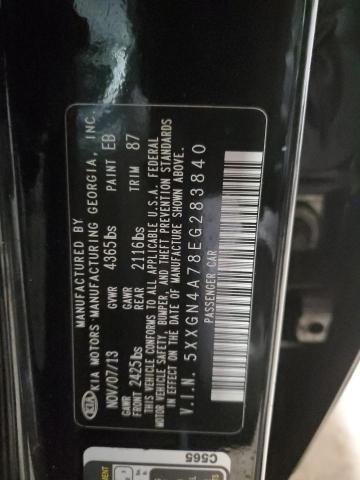 MANUFACTURED BY
KIA KIA MOTORS MANUFACTURING GEORGIA, INC.
NOV/07/13 GVWR 4365lbs PAINT EB
GAWR FRONT 2425lbs GAWR REAR 2116lbs TRIM 87
THIS VEHICLE CONFORMS TO ALL APPLICABLE U.S.A. FEDERAL
MOTOR VEHICLE SAFETY, BUMPER, AND THEFT PREVENTION STANDARDS
IN EFFECT ON THE DATE OF MANUFACTURE SHOWN ABOVE.
V.I.N. 5XXGN4A78EG283840
PASSENGER CAR
C565